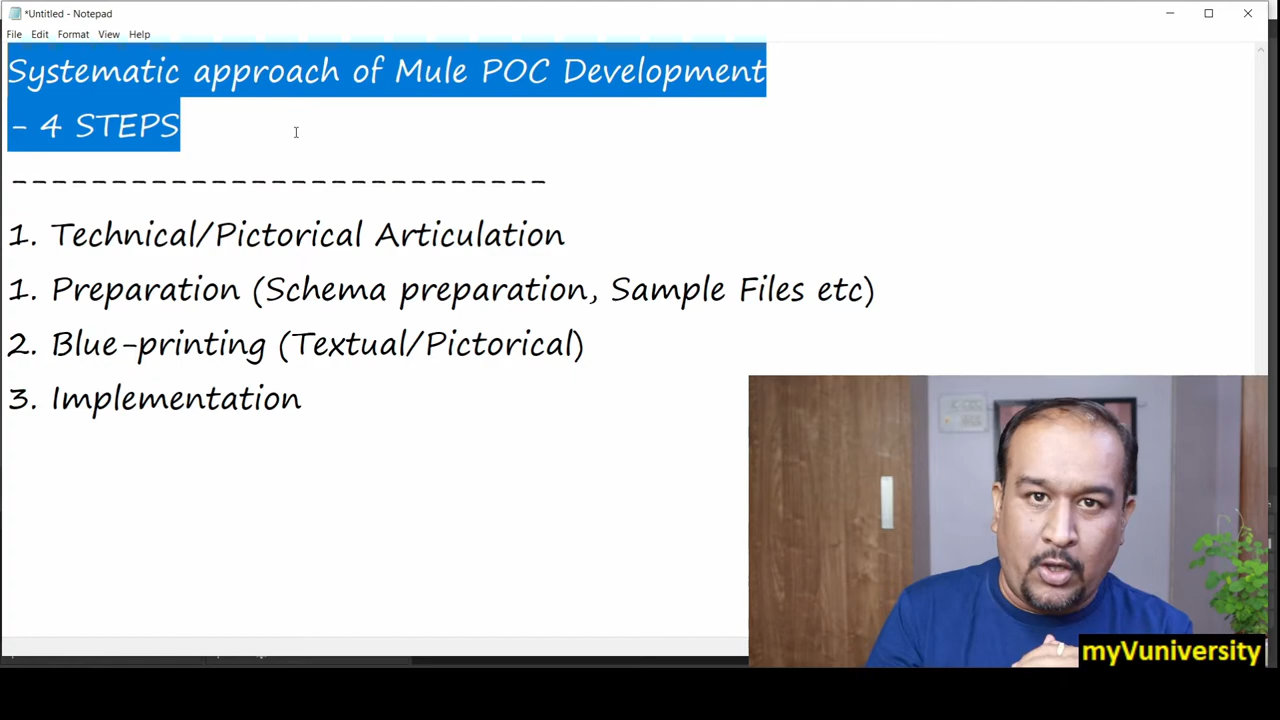 *Untitled - Notepad
File Edit Format View Help
Systematic approach of Mule POC Development
- 4 STEPS
---------------------------
1. Technical/Pictorical Articulation
1. Preparation (Schema preparation, Sample Files etc)
2. Blue-printing (Textual/Pictorical)
3. Implementation
myVuniversity